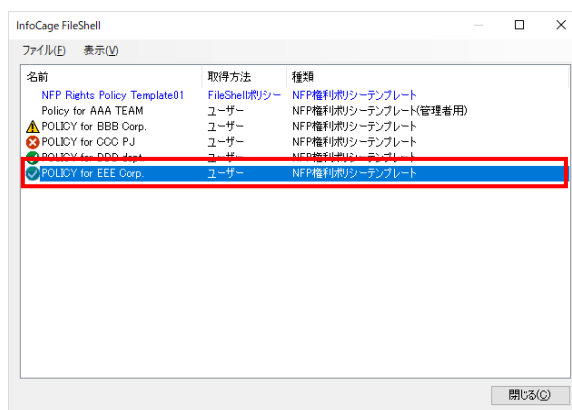 InfoCage FileShell
ファイル(F) 表示(V)
名前 取得方法 種類
NFP Rights Policy Template01 FileShellポリシー NFP権利ポリシーテンプレート
Policy for AAA TEAM ユーザー NFP権利ポリシーテンプレート(管理者用)
POLICY for BBB Corp. ユーザー NFP権利ポリシーテンプレート
POLICY for CCC PJ ユーザー NFP権利ポリシーテンプレート
POLICY for DDD dept. ユーザー NFP権利ポリシーテンプレート
POLICY for EEE Corp. ユーザー NFP権利ポリシーテンプレート
閉じる(C)